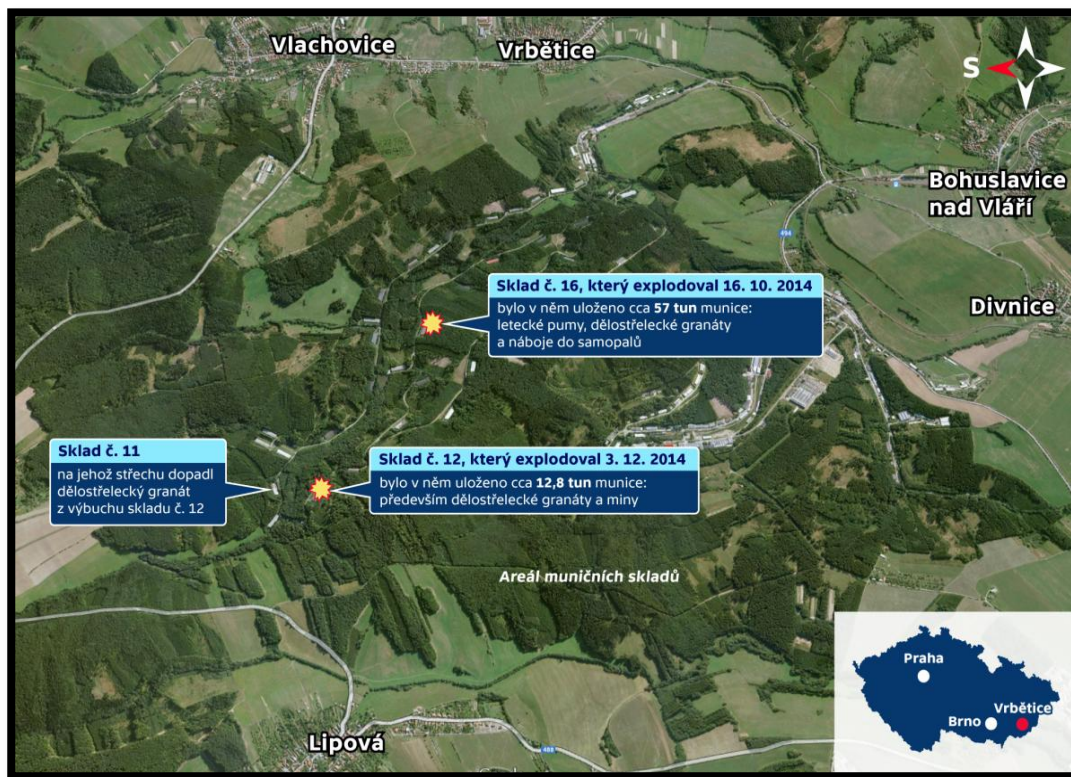 Vlachovice
Vrbětice
S
Bohuslavice
nad Vláří
494
Divnice
Sklad č. 16, který explodoval 16. 10. 2014
bylo v něm uloženo cca 57 tun munice:
letecké pumy, dělostřelecké granáty
a náboje do samopalů
Sklad č. 11
na jehož střechu dopadl
dělostřelecký granát
z výbuchu skladu č. 12
Sklad č. 12, který explodoval 3. 12. 2014
bylo v něm uloženo cca 12,8 tun munice:
především dělostřelecké granáty a miny
Areál muničních skladů
Lipová
488
Praha
Brno
Vrbětice